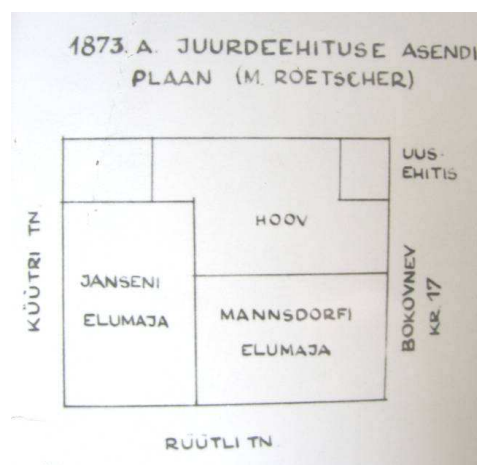 1873. A. JUURDEEHITUSE ASENDI
PLAAN (M. ROETSCHER)
UUS-
EHITIS
HOOV
KÜÜTRI TN.
JANSENI
ELUMAJA
MANNSDORFI
ELUMAJA
BOKOVNEV
KR. 17
RÜÜTLI TN.